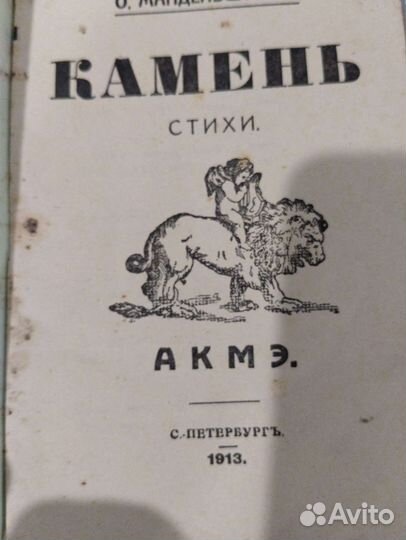 О.
КАМЕНЬ
СТИХИ.
АКМЭ.
С.-ПЕТЕРБУРГЪ.
1913.
Avito